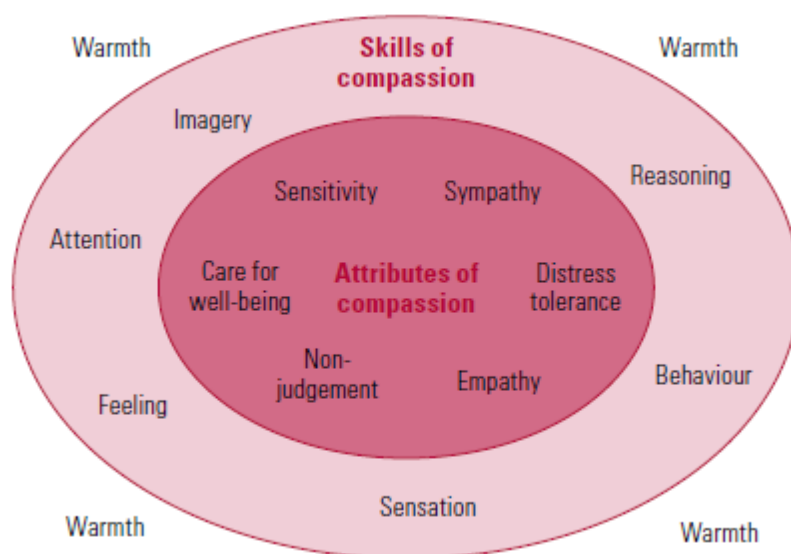 Warmth
Skills of
compassion
Warmth
Imagery
Reasoning
Sensitivity
Sympathy
Attention
Care for
well-being
Attributes of
compassion
Distress
tolerance
Non-
judgement
Empathy
Behaviour
Feeling
Sensation
Warmth
Warmth